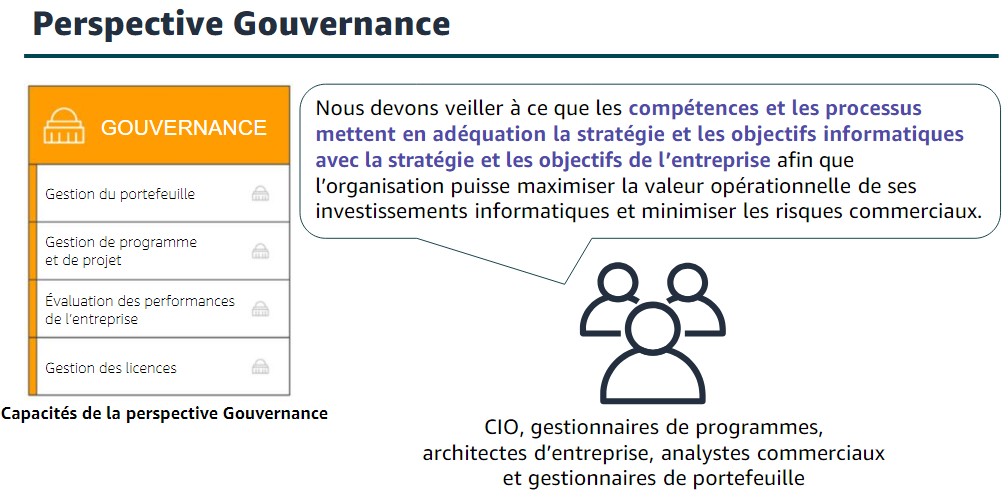 Perspective Gouvernance
GOUVERNANCE
Gestion du portefeuille
Gestion de programme
et de projet
Évaluation des performances
de l’entreprise
Gestion des licences
Capacités de la perspective Gouvernance
Nous devons veiller à ce que les compétences et les processus
mettent en adéquation la stratégie et les objectifs informatiques
avec la stratégie et les objectifs de l’entreprise afin que
l’organisation puisse maximiser la valeur opérationnelle de ses
investissements informatiques et minimiser les risques commerciaux.
CIO, gestionnaires de programmes,
architectes d’entreprise, analystes commerciaux
et gestionnaires de portefeuille